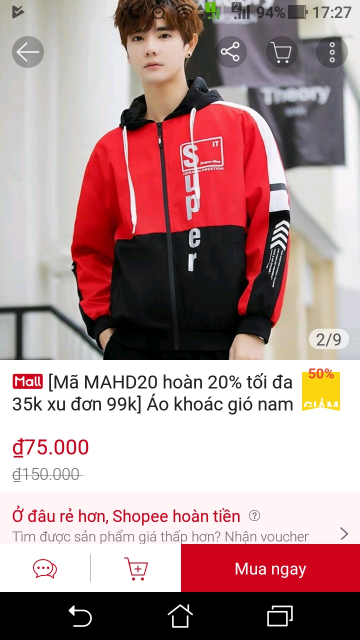 94% 17:27
Theory
IT
Super
2/9
Mall [Mã MAHD20 hoàn 20% tối đa
35k xu đơn 99k] Áo khoác gió nam
50%
GIẢM
₫75.000
₫150.000
Ở đâu rẻ hơn, Shopee hoàn tiền ?
Tìm được sản phẩm giá thấp hơn? Nhận voucher
Mua ngay